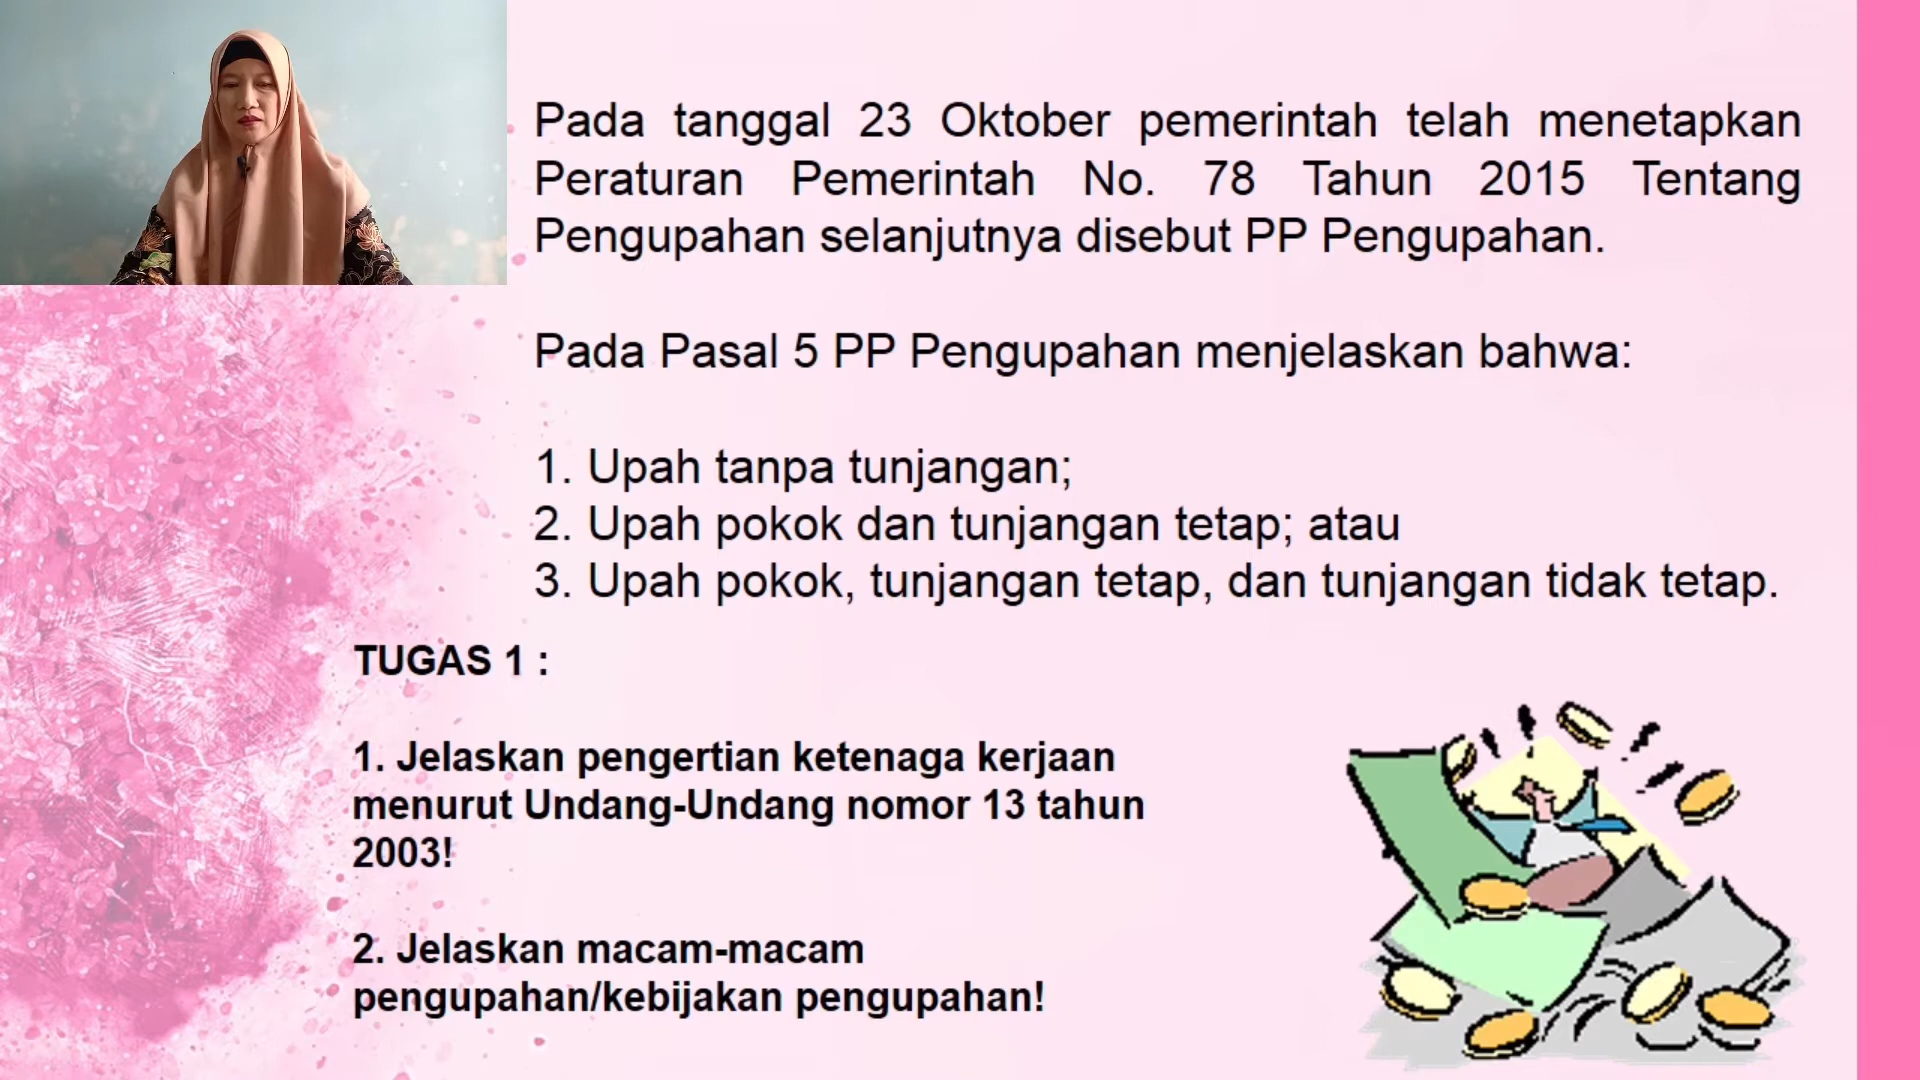 Pada tanggal 23 Oktober pemerintah telah menetapkan
Peraturan Pemerintah No. 78 Tahun 2015 Tentang
Pengupahan selanjutnya disebut PP Pengupahan.
Pada Pasal 5 PP Pengupahan menjelaskan bahwa:
1. Upah tanpa tunjangan;
2. Upah pokok dan tunjangan tetap; atau
3. Upah pokok, tunjangan tetap, dan tunjangan tidak tetap.
TUGAS 1 :
1. Jelaskan pengertian ketenaga kerjaan
menurut Undang-Undang nomor 13 tahun
2003!
2. Jelaskan macam-macam
pengupahan/kebijakan pengupahan!